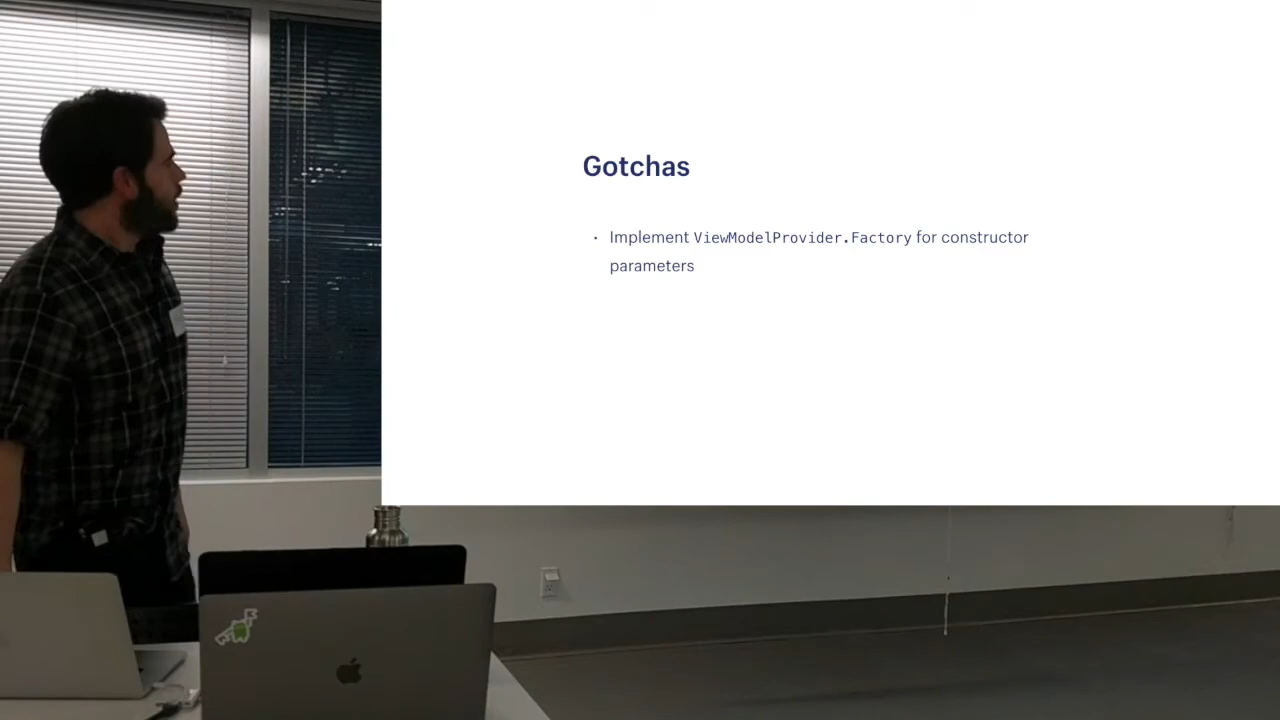 Gotchas
· Implement ViewModelProvider.Factory for constructor
parameters